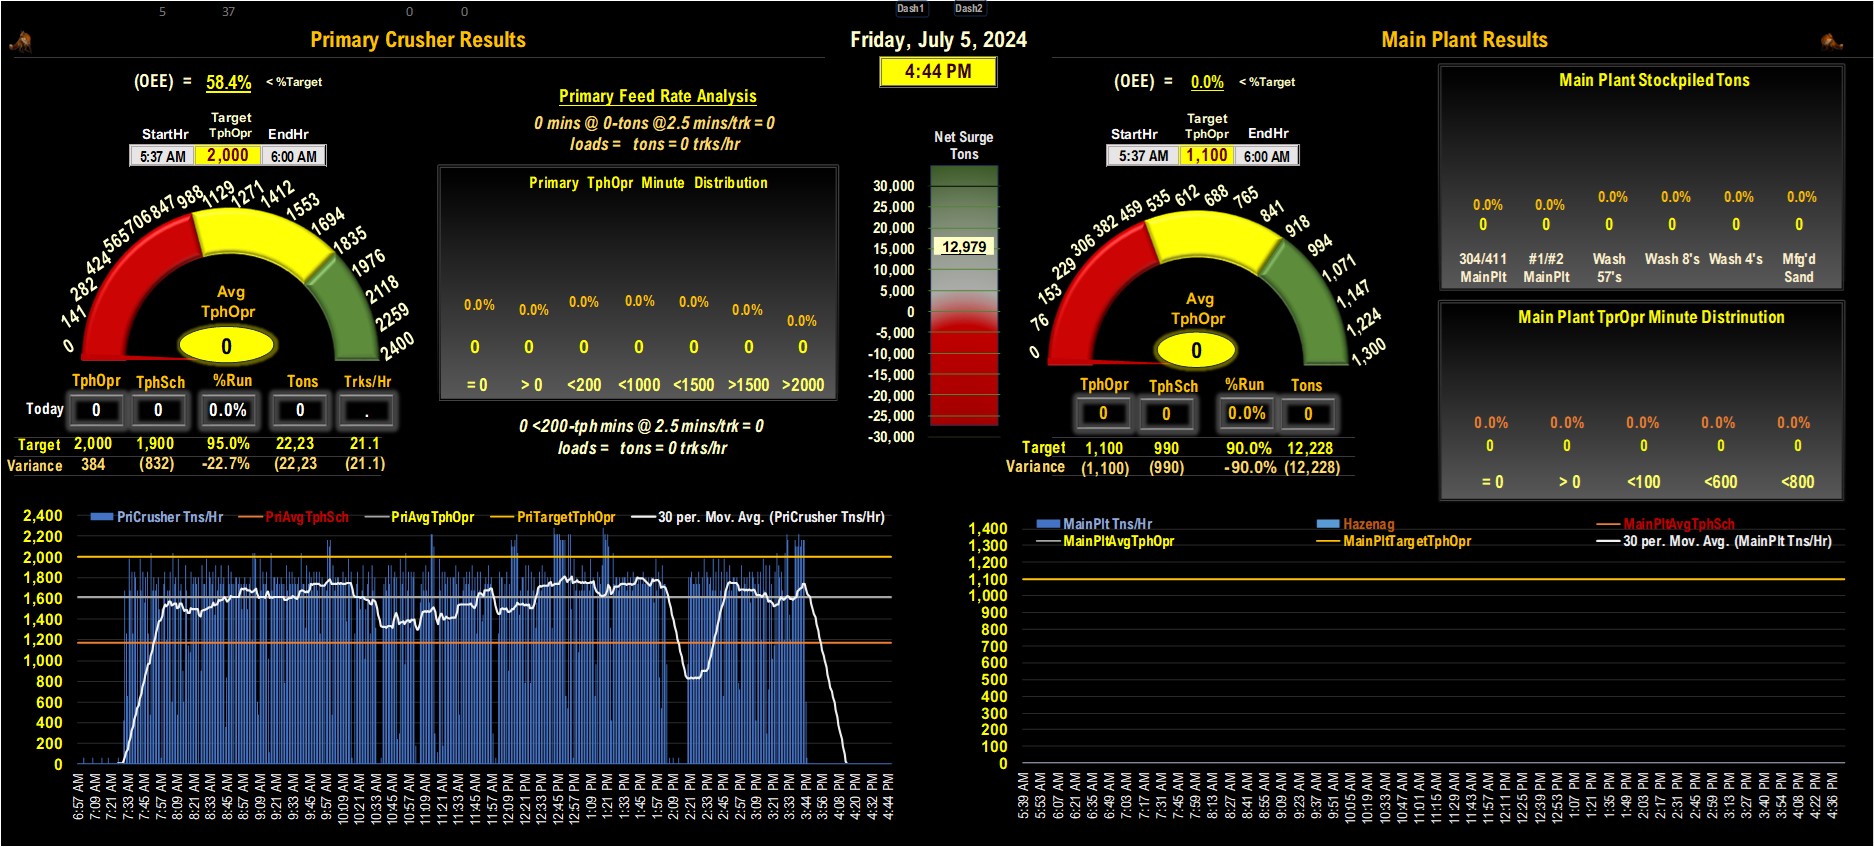 5 37 0 0 Dash1 Dash2
Primary Crusher Results
Friday, July 5, 2024
Main Plant Results
4:44 PM
(OEE) = 58.4% < %Target
Target
StartHr TphOpr EndHr
5:37 AM 2,000 6:00 AM
0 141 282 424 565 706 847 988 1129 1271 1412 1553 1694 1835 1976 2118 2259 2400
Avg
TphOpr
0
TphOpr TphSch %Run Tons Trks/Hr
Today 0 0 0.0% 0 .
Target 2,000 1,900 95.0% 22,23 21.1
Variance 384 (832) -22.7% (22,23 (21.1)
Primary Feed Rate Analysis
0 mins @ 0-tons @2.5 mins/trk = 0
loads = tons = 0 trks/hr
Primary TphOpr Minute Distribution
0.0% 0.0% 0.0% 0.0% 0.0% 0.0% 0.0%
0 0 0 0 0 0 0
= 0 > 0 <200 <1000 <1500 >1500 >2000
0 <200-tph mins @ 2.5 mins/trk = 0
loads = tons = 0 trks/hr
Net Surge
Tons
30,000
25,000
20,000
15,000
12,979
10,000
5,000
0
-5,000
-10,000
-15,000
-20,000
-25,000
-30,000
(OEE) = 0.0% < %Target
Target
StartHr TphOpr EndHr
5:37 AM 1,100 6:00 AM
0 76 153 229 306 382 459 535 612 688 765 841 918 994 1,071 1,147 1,224 1,300
Avg
TphOpr
0
TphOpr TphSch %Run Tons
0 0 0.0% 0
Target 1,100 990 90.0% 12,228
Variance (1,100) (990) -90.0% (12,228)
Main Plant Stockpiled Tons
0.0% 0.0% 0.0% 0.0% 0.0% 0.0%
0 0 0 0 0 0
304/411 #1/#2 Wash Wash 8's Wash 4's Mfg'd
MainPlt MainPlt 57's Sand
Main Plant TprOpr Minute Distrinution
0.0% 0.0% 0.0% 0.0% 0.0%
0 0 0 0 0
= 0 > 0 <100 <600 <800
PriCrusher Tns/Hr PriAvgTphSch PriAvgTphOpr PriTargetTphOpr 30 per. Mov. Avg. (PriCrusher Tns/Hr)
2,400
2,200
2,000
1,800
1,600
1,400
1,200
1,000
800
600
400
200
0
6:57 AM 7:09 AM 7:21 AM 7:33 AM 7:45 AM 7:57 AM 8:09 AM 8:21 AM 8:33 AM 8:45 AM 8:57 AM 9:09 AM 9:21 AM 9:33 AM 9:45 AM 9:57 AM 10:09 AM 10:21 AM 10:33 AM 10:45 AM 10:57 AM 11:09 AM 11:21 AM 11:33 AM 11:45 AM 11:57 AM 12:09 PM 12:21 PM 12:33 PM 12:45 PM 12:57 PM 1:09 PM 1:21 PM 1:33 PM 1:45 PM 1:57 PM 2:09 PM 2:21 PM 2:33 PM 2:45 PM 2:57 PM 3:08 PM 3:20 PM 3:32 PM 3:44 PM 3:56 PM 4:08 PM 4:20 PM 4:32 PM 4:44 PM
MainPlt Tns/Hr Hazenag MainPltAvgTphSch
MainPltAvgTphOpr MainPltTargetTphOpr 30 per. Mov. Avg. (MainPlt Tns/Hr)
1,400
1,300
1,200
1,100
1,000
900
800
700
600
500
400
300
200
100
0
5:39 AM 5:53 AM 6:07 AM 6:21 AM 6:35 AM 6:49 AM 7:03 AM 7:17 AM 7:31 AM 7:45 AM 7:59 AM 8:13 AM 8:27 AM 8:41 AM 8:55 AM 9:09 AM 9:23 AM 9:37 AM 9:51 AM 10:05 AM 10:19 AM 10:33 AM 10:47 AM 11:01 AM 11:15 AM 11:29 AM 11:43 AM 11:57 AM 12:11 PM 12:25 PM 12:39 PM 12:53 PM 1:07 PM 1:21 PM 1:35 PM 1:49 PM 2:03 PM 2:17 PM 2:31 PM 2:45 PM 2:59 PM 3:13 PM 3:27 PM 3:40 PM 3:54 PM 4:08 PM 4:22 PM 4:36 PM